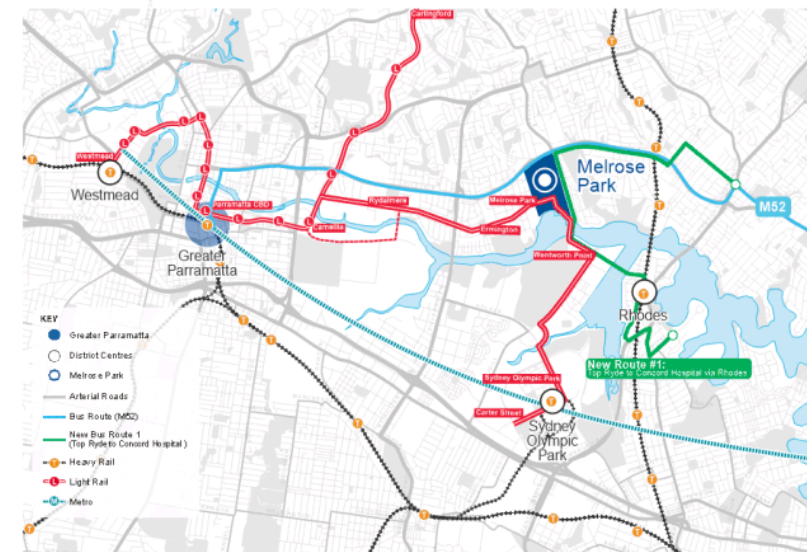 Carlingford
Westmead
Westmead
Parramatta CBD
Greater
Parramatta
Camellia
Rydalmere
Ermington
Melrose Park
Melrose
Park
Wentworth Point
M52
Rhodes
New Route #1:
Top Ryde to Concord Hospital via Rhodes
Sydney Olympic Park
Carter Street
Sydney
Olympic
Park
KEY
Greater Parramatta
District Centres
Melrose Park
Arterial Roads
Bus Route (M52)
New Bus Route 1
(Top Ryde to Concord Hospital )
T Heavy Rail
L Light Rail
M Metro